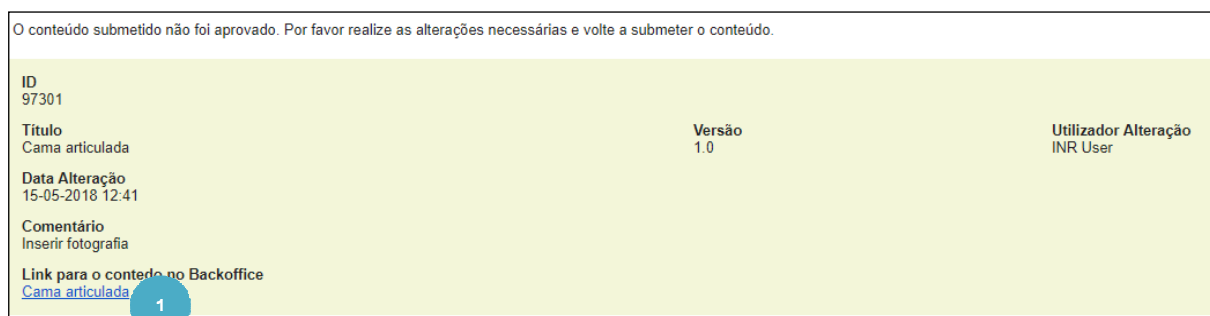 O conteúdo submetido não foi aprovado. Por favor realize as alterações necessárias e volte a submeter o conteúdo.
ID
97301
Título Versão Utilizador Alteração
Cama articulada 1.0 INR User
Data Alteração
15-05-2018 12:41
Comentário
Inserir fotografia
Link para o contedo no Backoffice
Cama articulada
1